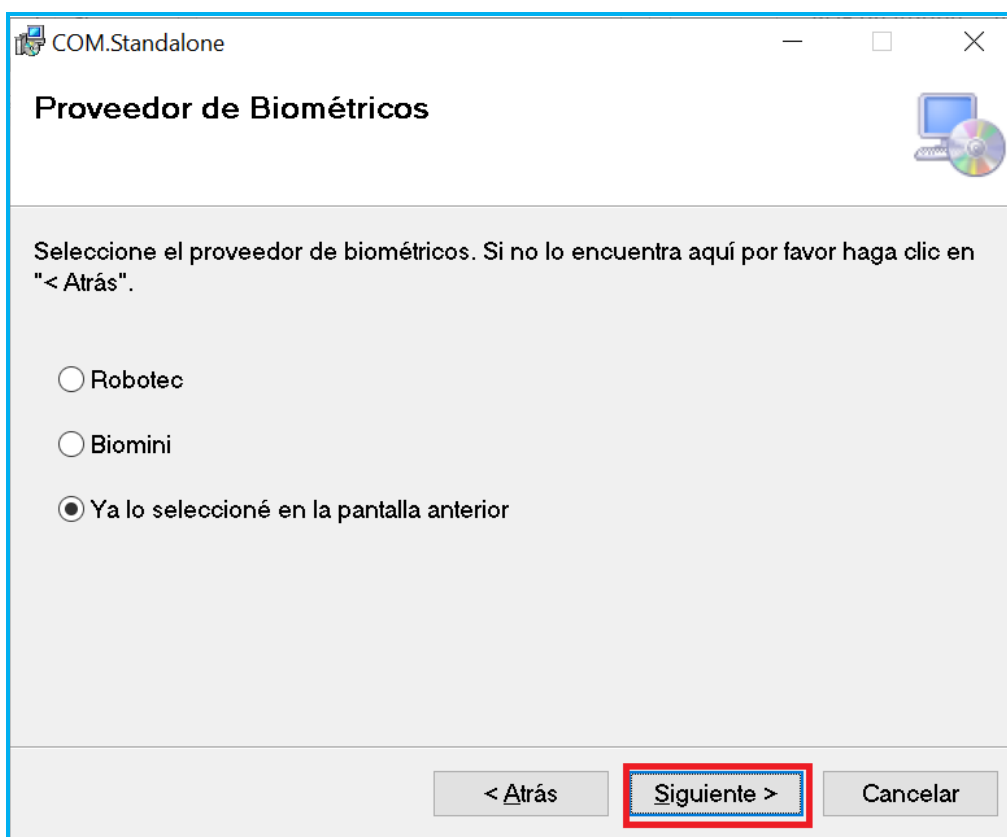 COM.Standalone
Proveedor de Biométricos
Seleccione el proveedor de biométricos. Si no lo encuentra aquí por favor haga clic en
"< Atrás".
Robotec
Biomini
Ya lo seleccioné en la pantalla anterior
< Atrás
Siguiente >
Cancelar